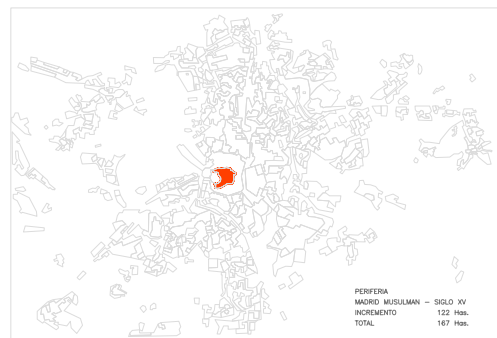 PERIFERIA
MADRID MUSULMAN – SIGLO XV
INCREMENTO 122 Has.
TOTAL 167 Has.